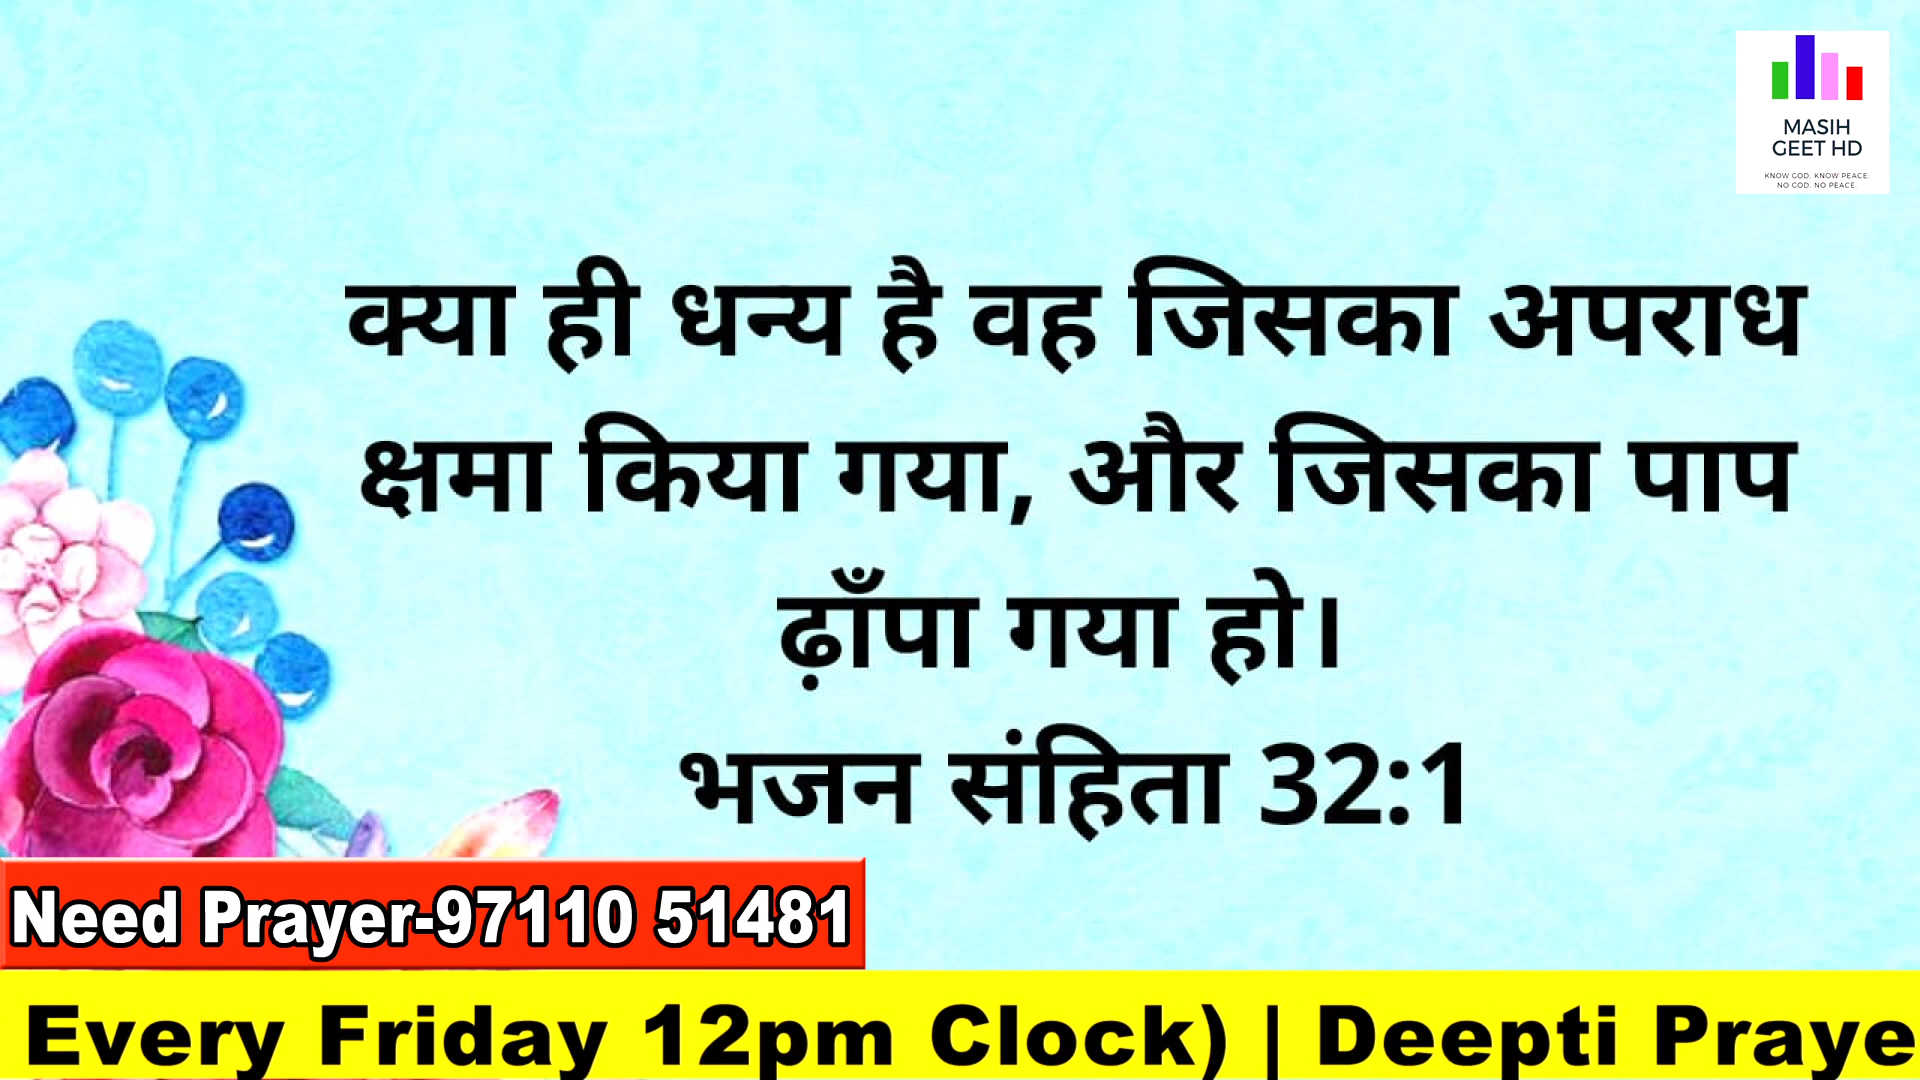 MASIH
GEET HD
KNOW GOD. KNOW PEACE.
NO GOD. NO PEACE.
क्या ही धन्य है वह जिसका अपराध
क्षमा किया गया, और जिसका पाप
ढ़ाँपा गया हो।
भजन संहिता 32:1
Need Prayer-97110 51481
Every Friday 12pm Clock) | Deepti Praye